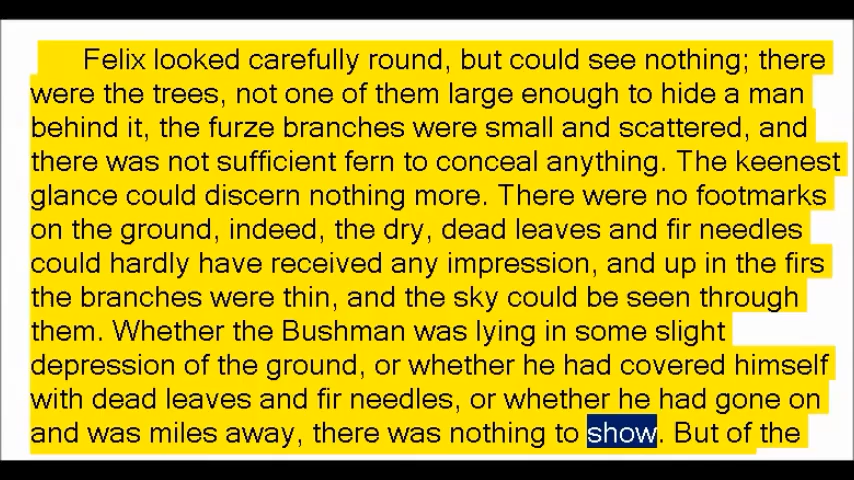 Felix looked carefully round, but could see nothing; there
were the trees, not one of them large enough to hide a man
behind it, the furze branches were small and scattered, and
there was not sufficient fern to conceal anything. The keenest
glance could discern nothing more. There were no footmarks
on the ground, indeed, the dry, dead leaves and fir needles
could hardly have received any impression, and up in the firs
the branches were thin, and the sky could be seen through
them. Whether the Bushman was lying in some slight
depression of the ground, or whether he had covered himself
with dead leaves and fir needles, or whether he had gone on
and was miles away, there was nothing to show. But of the